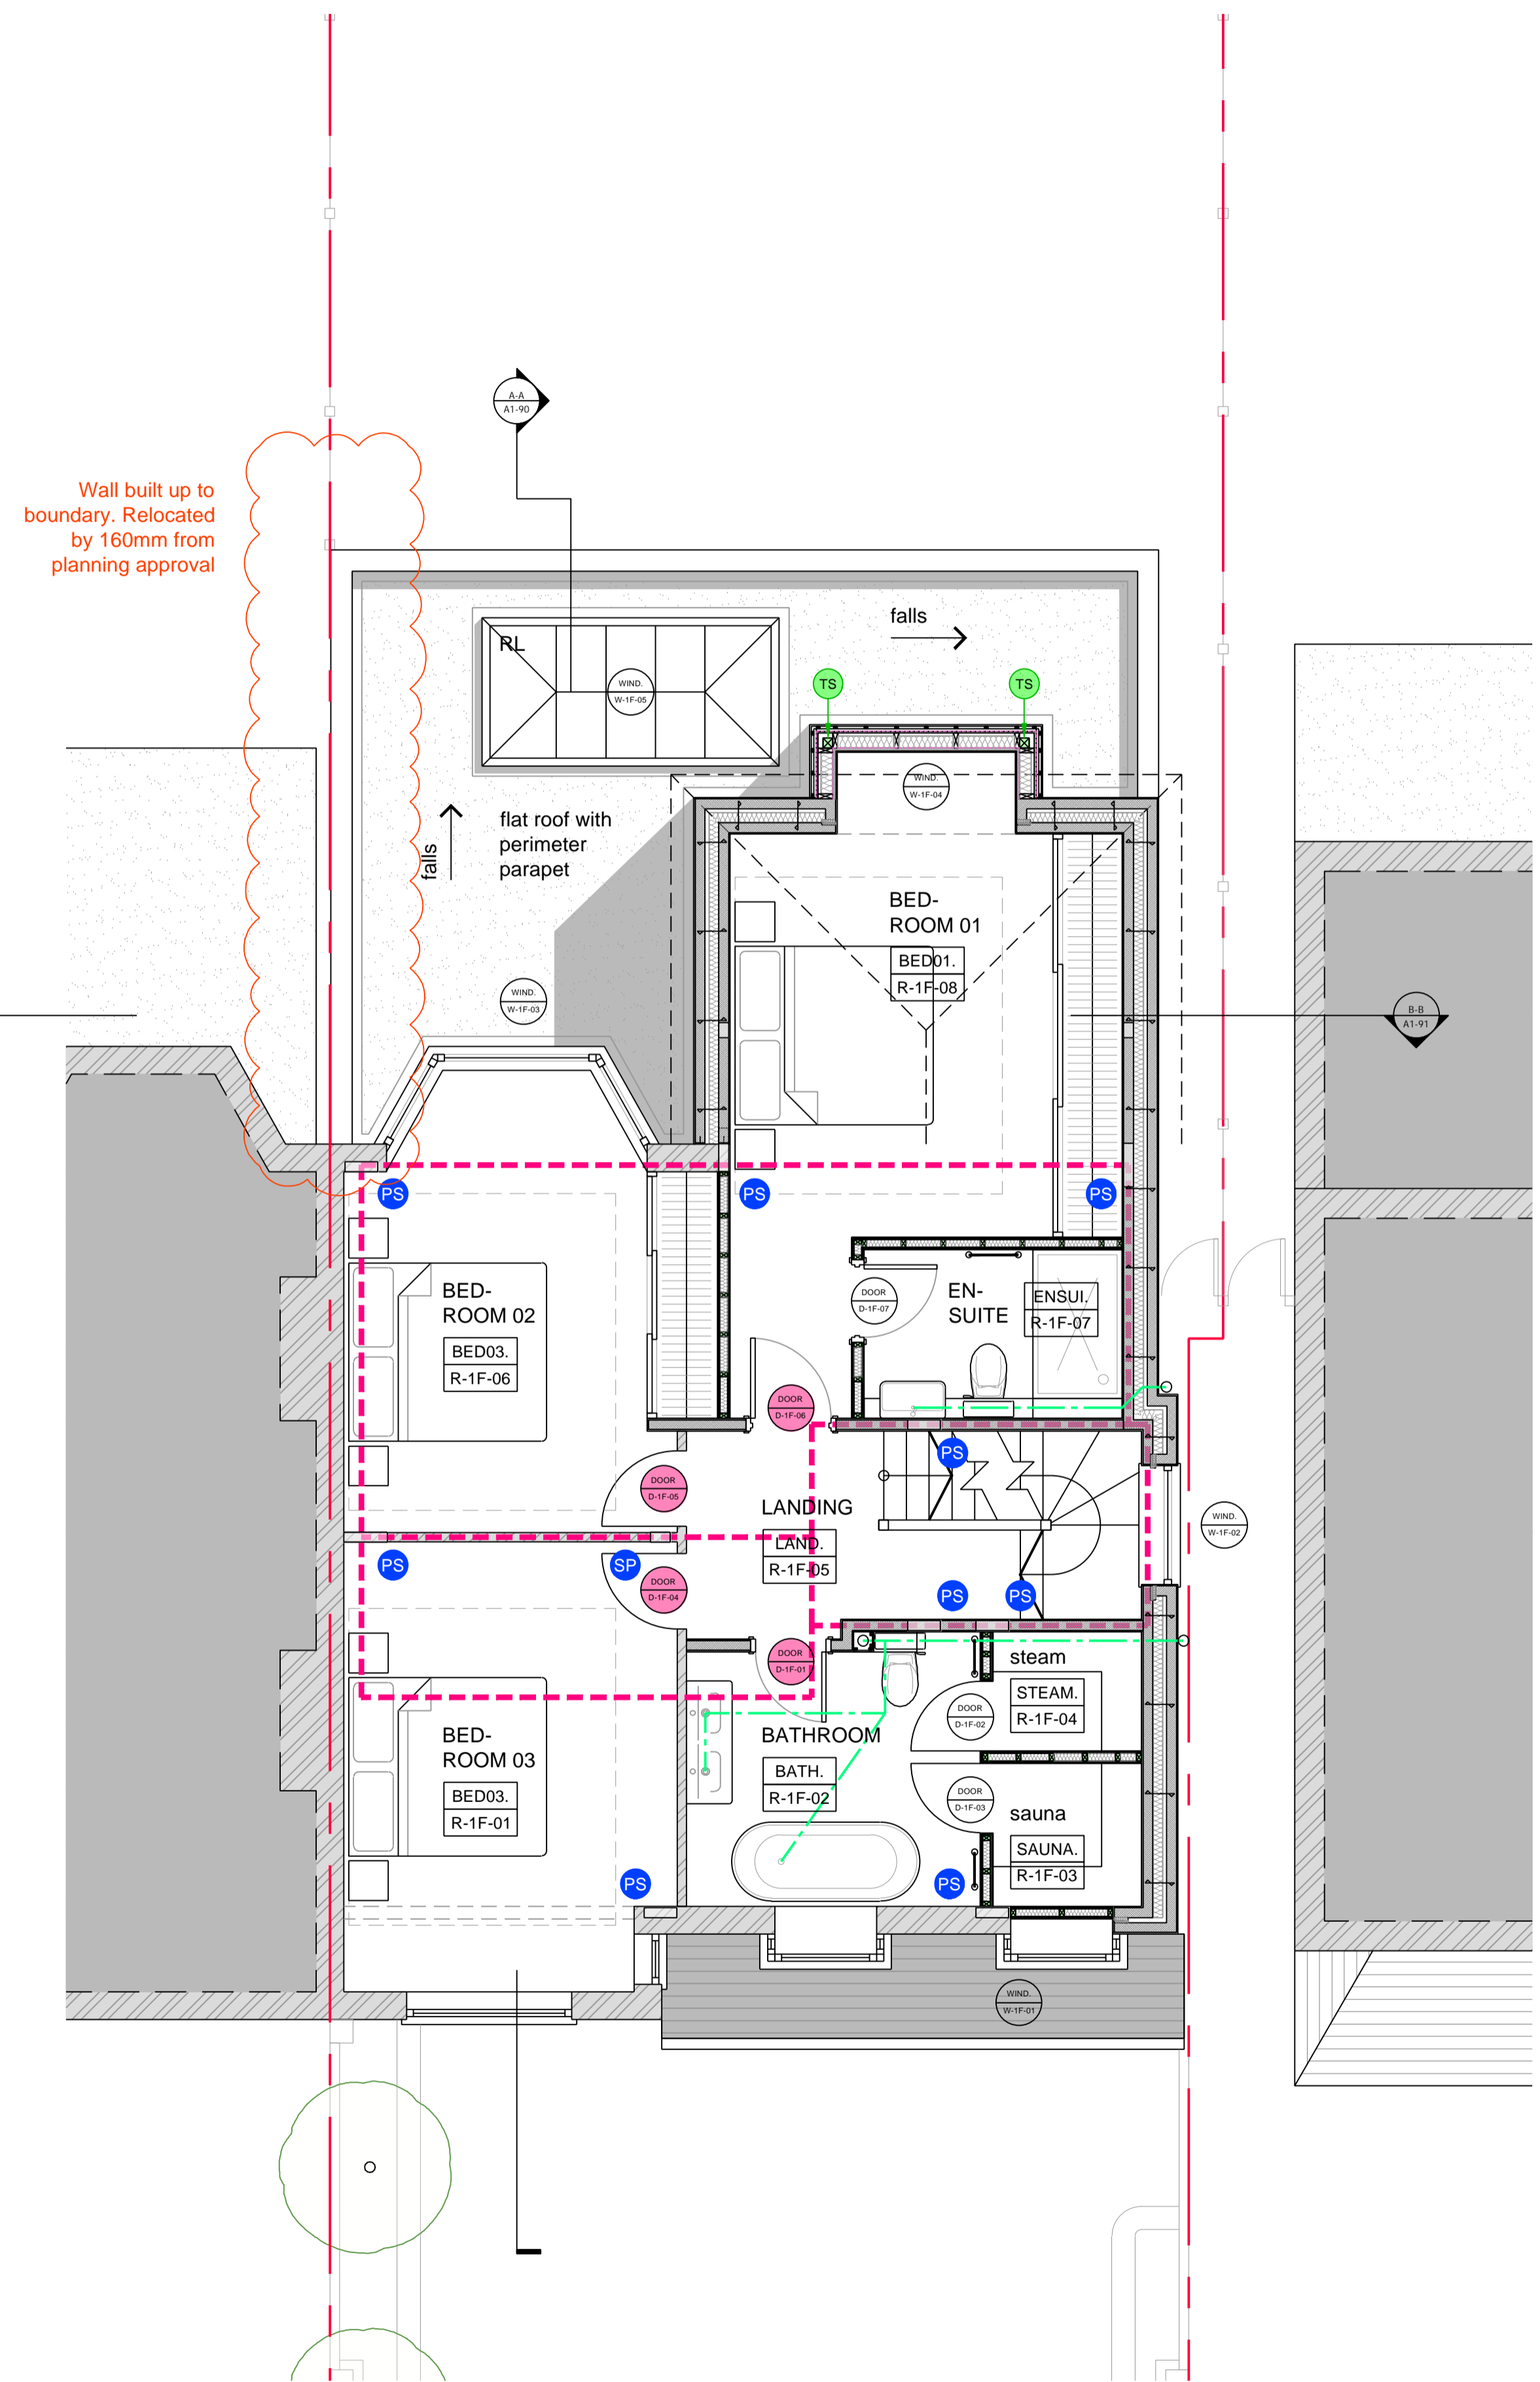 A-A
A1-90
Wall built up to
boundary. Relocated
by 160mm from
planning approval
falls
RL
WIND.
W-1F-05
TS
TS
WIND.
W-1F-04
falls
flat roof with
perimeter
parapet
BED-
ROOM 01
BED01.
R-1F-08
WIND.
W-1F-03
B-B
A1-91
PS
PS
PS
BED-
ROOM 02
BED03.
R-1F-06
DOOR
D-1F-07
EN-
SUITE
ENSUI.
R-1F-07
DOOR
D-1F-06
PS
DOOR
D-1F-05
LANDING
LAND.
R-1F-05
WIND.
W-1F-02
PS
SP
DOOR
D-1F-04
PS
PS
DOOR
D-1F-01
steam
STEAM.
R-1F-04
DOOR
D-1F-02
BED-
ROOM 03
BED03.
R-1F-01
BATHROOM
BATH.
R-1F-02
DOOR
D-1F-03
sauna
SAUNA.
R-1F-03
PS
PS
WIND.
W-1F-01